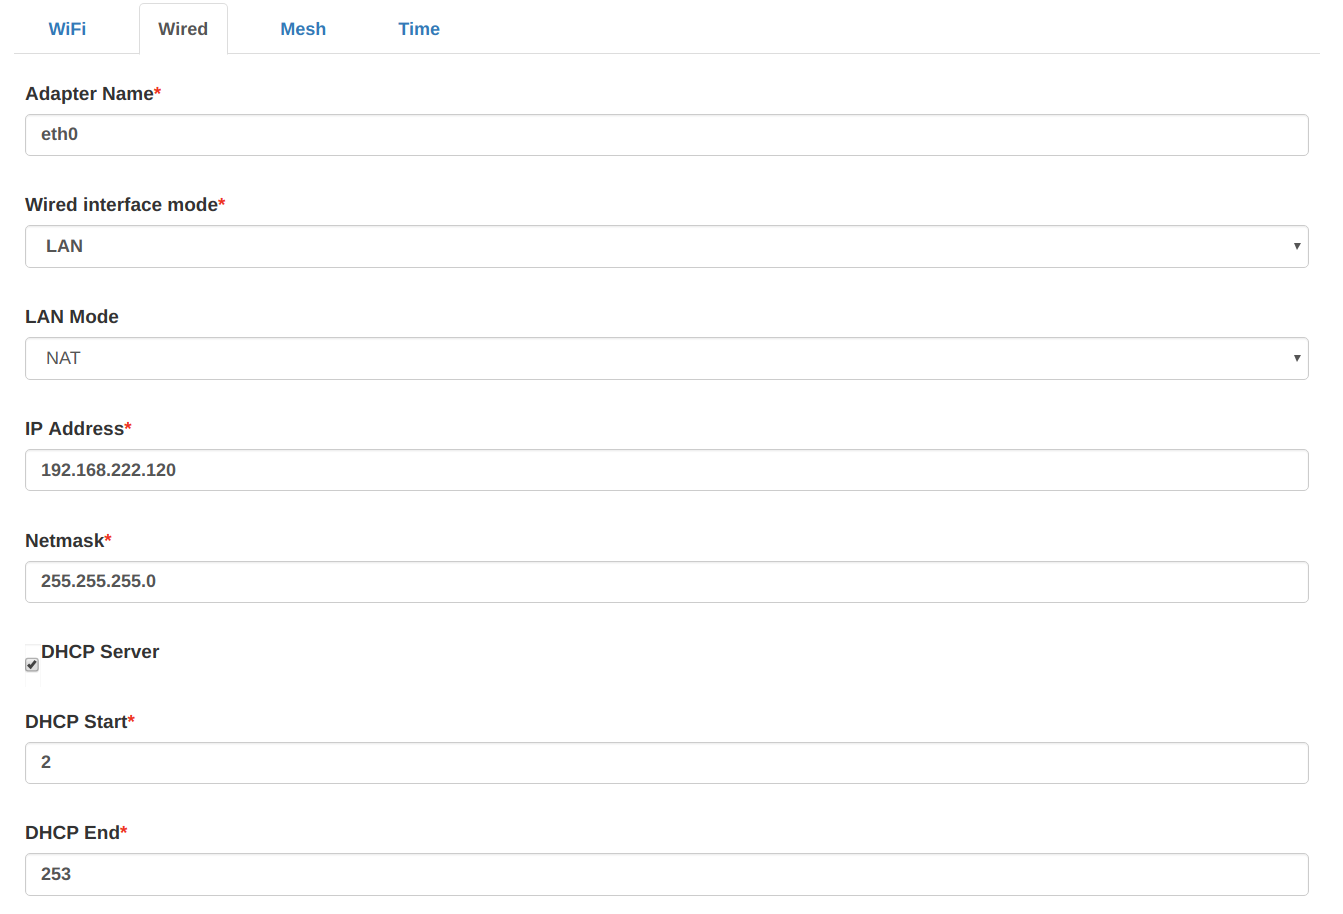 WiFi Wired Mesh Time
Adapter Name*
eth0
Wired interface mode*
LAN
LAN Mode
NAT
IP Address*
192.168.222.120
Netmask*
255.255.255.0
DHCP Server
DHCP Start*
2
DHCP End*
253